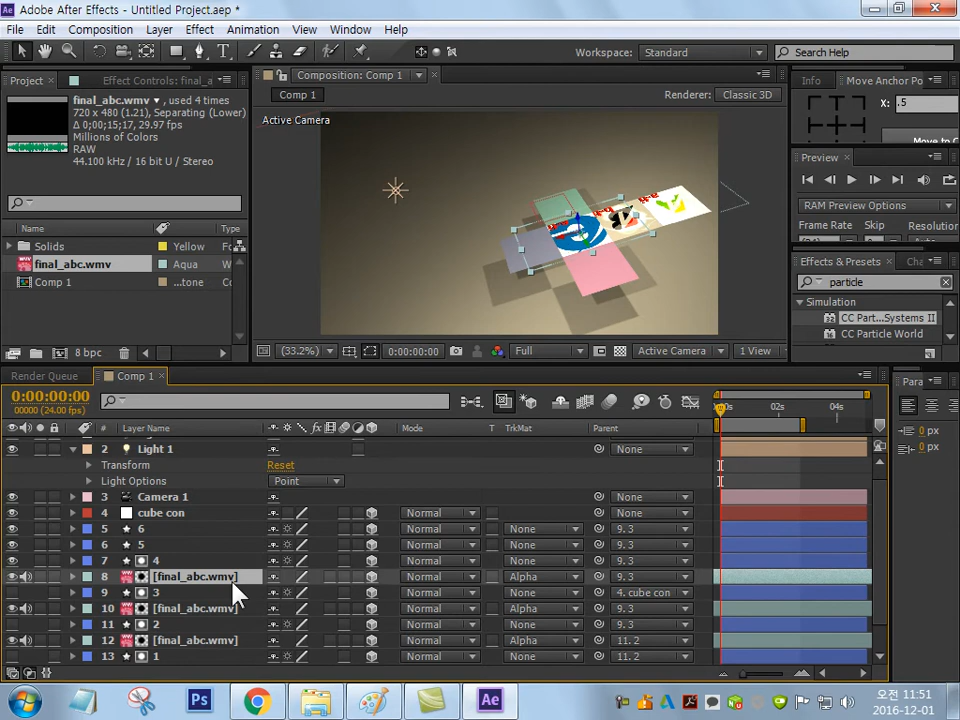 Adobe After Effects - Untitled Project.aep *
File Edit Composition Layer Effect Animation View Window Help
Workspace: Standard Search Help
Project Effect Controls: final_a
Composition: Comp 1
Info Move Anchor Po
final_abc.wmv, used 4 times
720 x 480 (1.21), Separating (Lower)
Δ 0;00;15;17, 29.97 fps
Millions of Colors
RAW
44.100 kHz / 16 bit U / Stereo
Comp 1
Renderer: Classic 3D
Active Camera
X: .5
Move to C
Preview
RAM Preview Options
Frame Rate Skip Resolution
Name Type
Solids
final_abc.wmv
Comp 1
Yellow
Aqua
...tone
W
Effects & Presets Cha
particle
Simulation
CC Part...Systems II
CC Particle World
8 bpc
(33.2%) 0:00:00:00 Full Active Camera 1 View
Render Queue Comp 1
Para
0:00:00:00
00000 (24.00 fps)
02s 04s
# Layer Name Mode T TrkMat Parent
2 Light 1 None
Transform Reset
Light Options Point
3 Camera 1 None
4 cube con Normal None
5 6 Normal None 9. 3
6 5 Normal None 9. 3
7 4 Normal None 9. 3
8 [final_abc.wmv] Normal Alpha 9. 3
9 3 Normal None 4. cube con
10 [final_abc.wmv] Normal Alpha 9. 3
11 2 Normal None 9. 3
12 [final_abc.wmv] Normal Alpha 11. 2
13 1 Normal None 11. 2
0 px
0 px
Ps
Ae
오전 11:51
2016-12-01